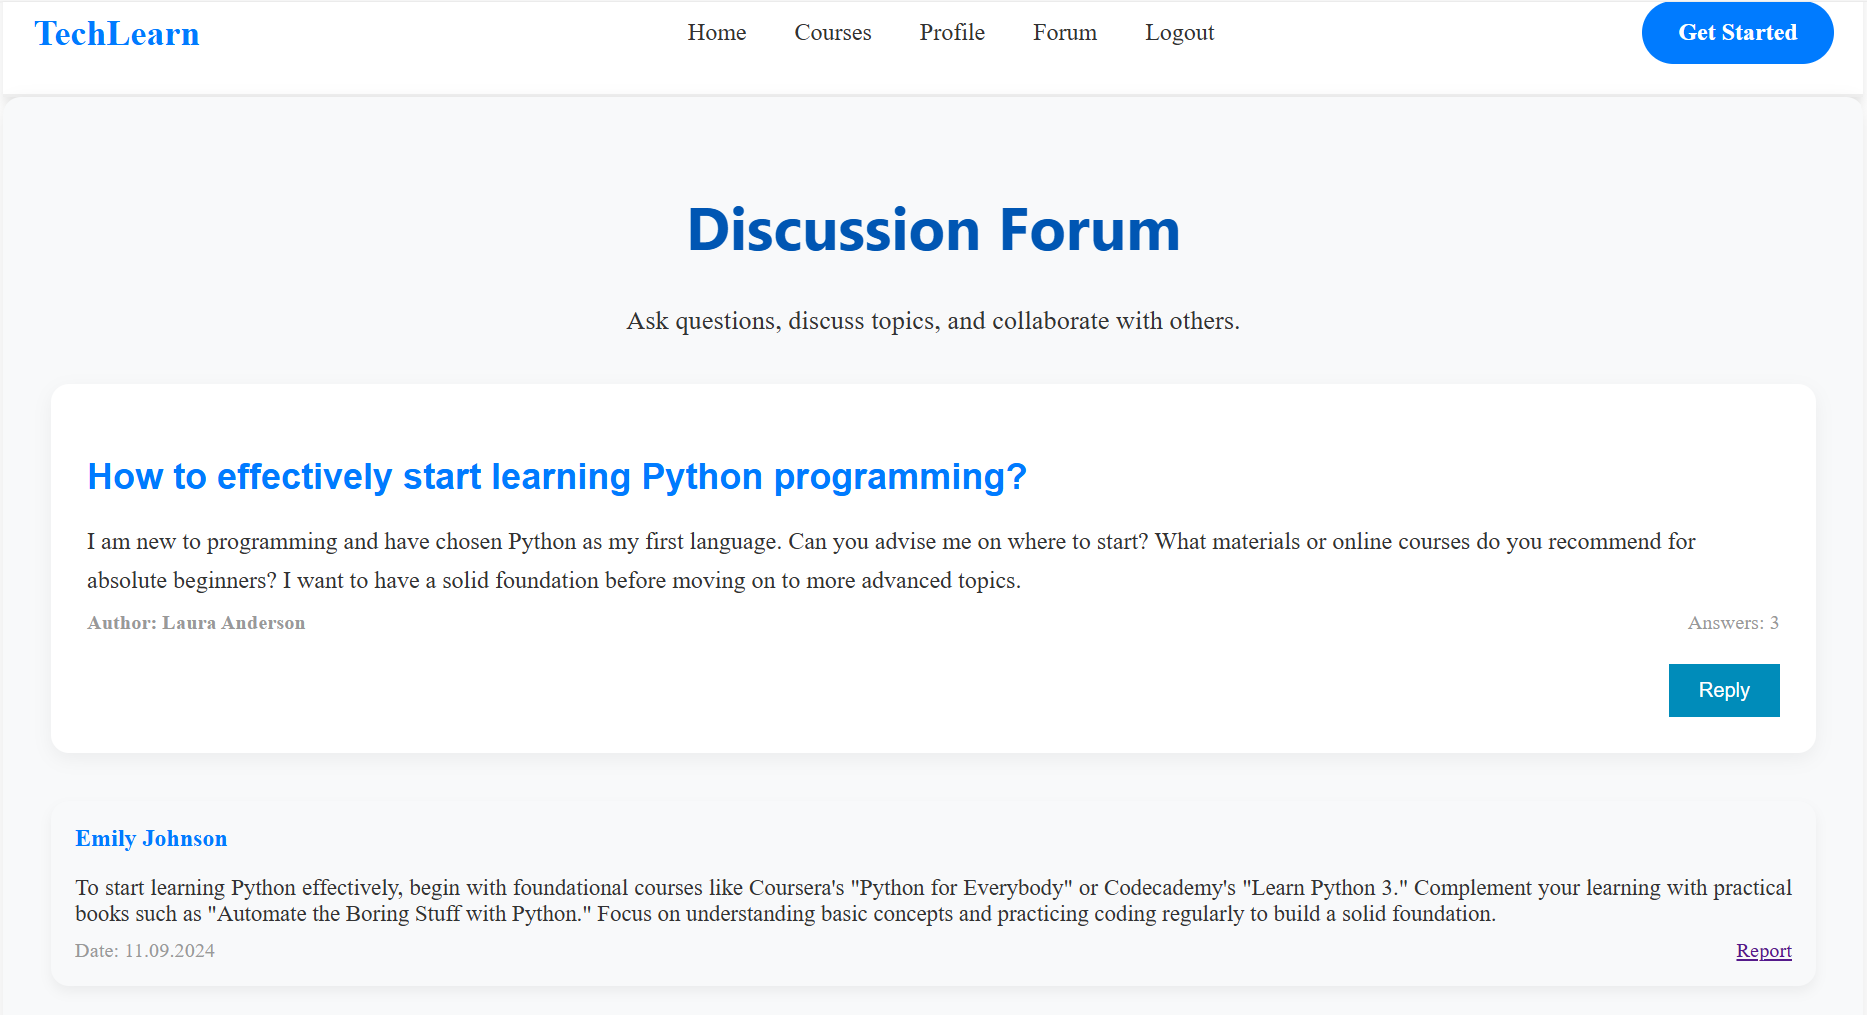 TechLearn
Home
Courses
Profile
Forum
Logout
Get Started
Discussion Forum
Ask questions, discuss topics, and collaborate with others.
How to effectively start learning Python programming?
I am new to programming and have chosen Python as my first language. Can you advise me on where to start? What materials or online courses do you recommend for
absolute beginners? I want to have a solid foundation before moving on to more advanced topics.
Author: Laura Anderson
Answers: 3
Reply
Emily Johnson
To start learning Python effectively, begin with foundational courses like Coursera's "Python for Everybody" or Codecademy's "Learn Python 3." Complement your learning with practical
books such as "Automate the Boring Stuff with Python." Focus on understanding basic concepts and practicing coding regularly to build a solid foundation.
Date: 11.09.2024
Report